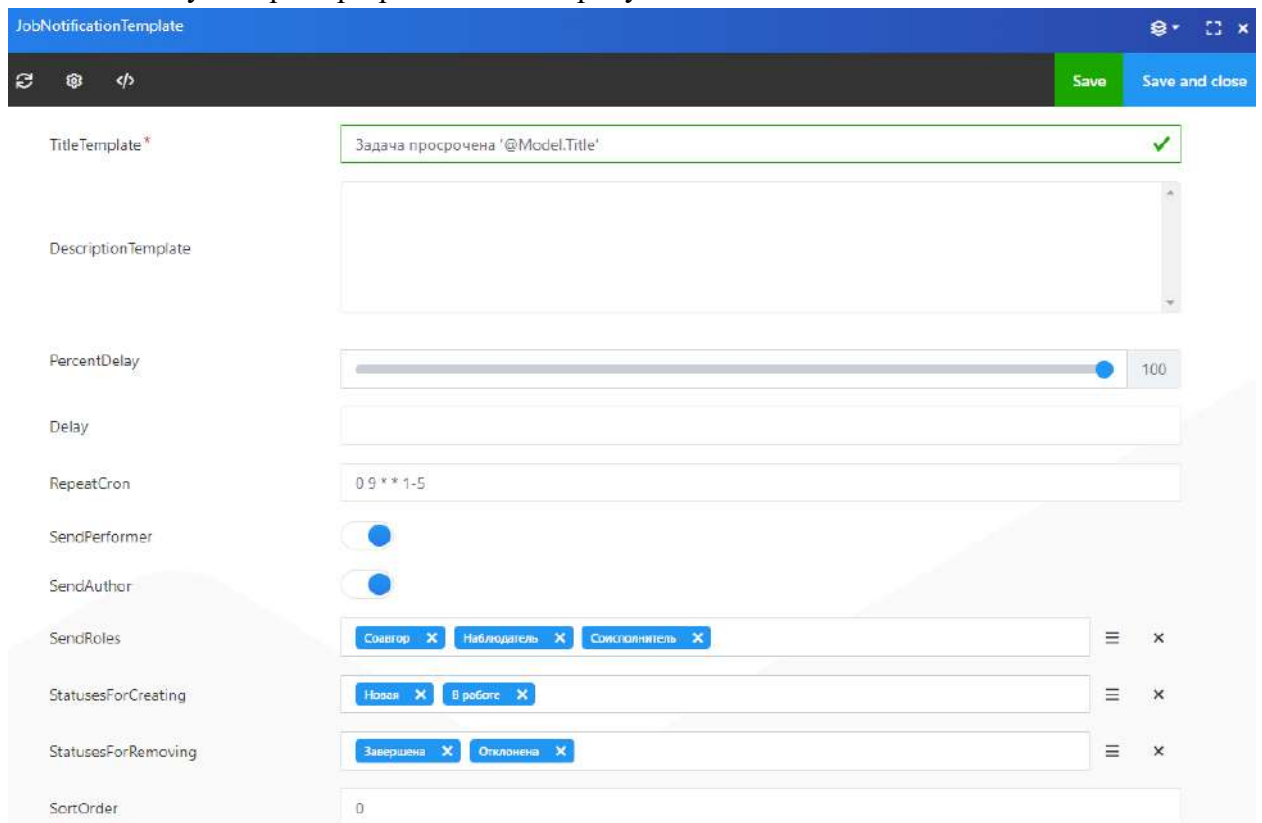 JobNotificationTemplate
Save
Save and close
TitleTemplate*
Задача просрочена '@Model.Title'
DescriptionTemplate
PercentDelay
100
Delay
RepeatCron
0 9 * * 1-5
SendPerformer
SendAuthor
SendRoles
Соавтор
Наблюдатель
Соисполнитель
StatusesForCreating
Новая
В работе
StatusesForRemoving
Завершена
Отклонена
SortOrder
0